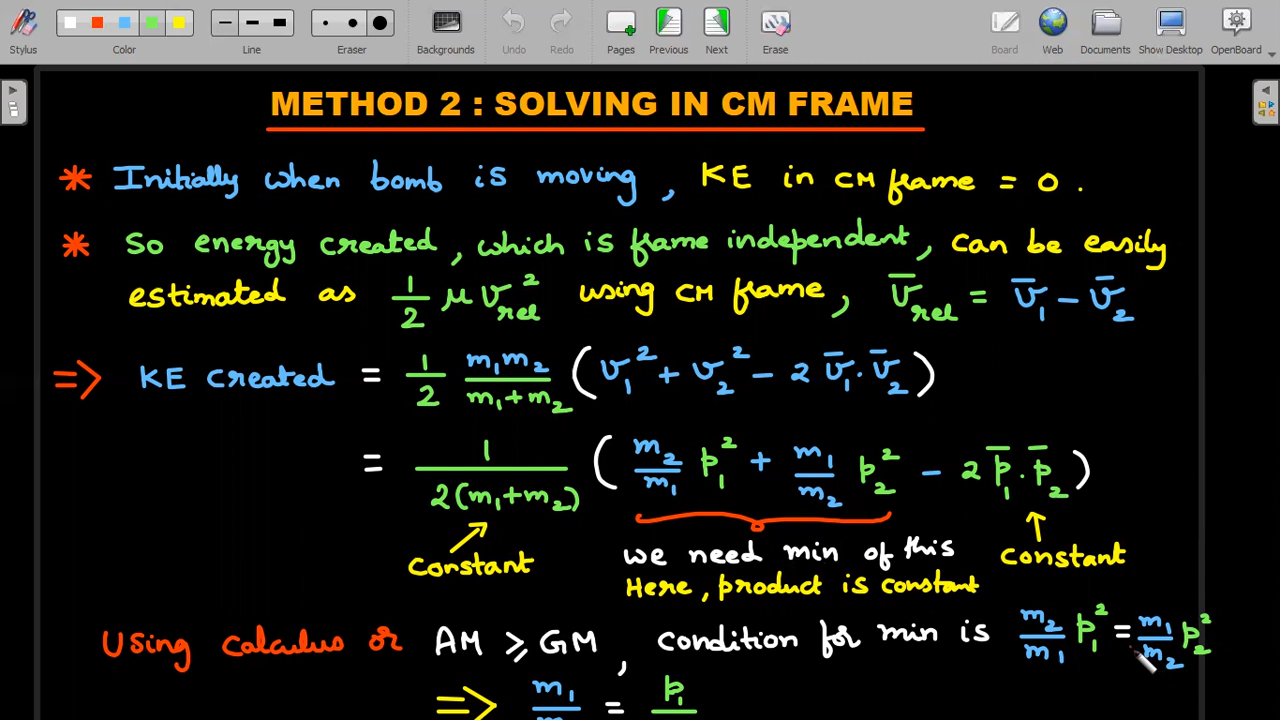 Stylus Color Line Eraser Backgrounds Undo Redo Pages Previous Next Erase Board Web Documents Show Desktop OpenBoard
METHOD 2 : SOLVING IN CM FRAME
* Initially when bomb is moving, KE in CM frame = 0.
* So energy created, which is frame independent, can be easily
estimated as 1/2 μ v_rel² using CM frame, v̄_rel = v̄₁ - v̄₂
⇒ KE created = 1/2 m₁m₂/(m₁+m₂) (v₁² + v₂² - 2 v̄₁·v̄₂)
= 1/(2(m₁+m₂)) (m₂/m₁ p₁² + m₁/m₂ p₂² - 2 p̄₁·p̄₂)
constant we need min of this constant
Here, product is constant
Using calculus or AM ≥ GM, condition for min is m₂/m₁ p₁² = m₁/m₂ p₂²
⇒ m₁/m = p₁/